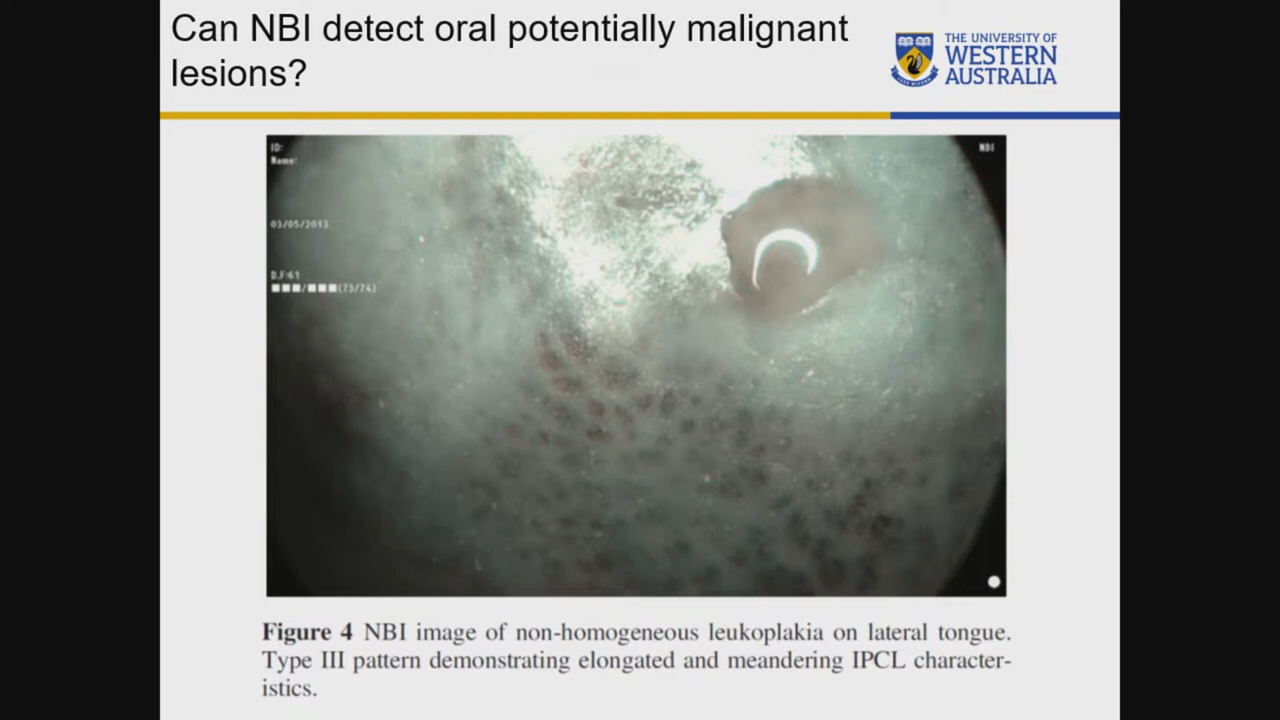 Can NBI detect oral potentially malignant
lesions?
THE UNIVERSITY OF
WESTERN
AUSTRALIA
ID:
Name:
NBI
03/05/2013
D.F:61
■■■/■■■(73/74)
Figure 4 NBI image of non-homogeneous leukoplakia on lateral tongue.
Type III pattern demonstrating elongated and meandering IPCL character-
istics.